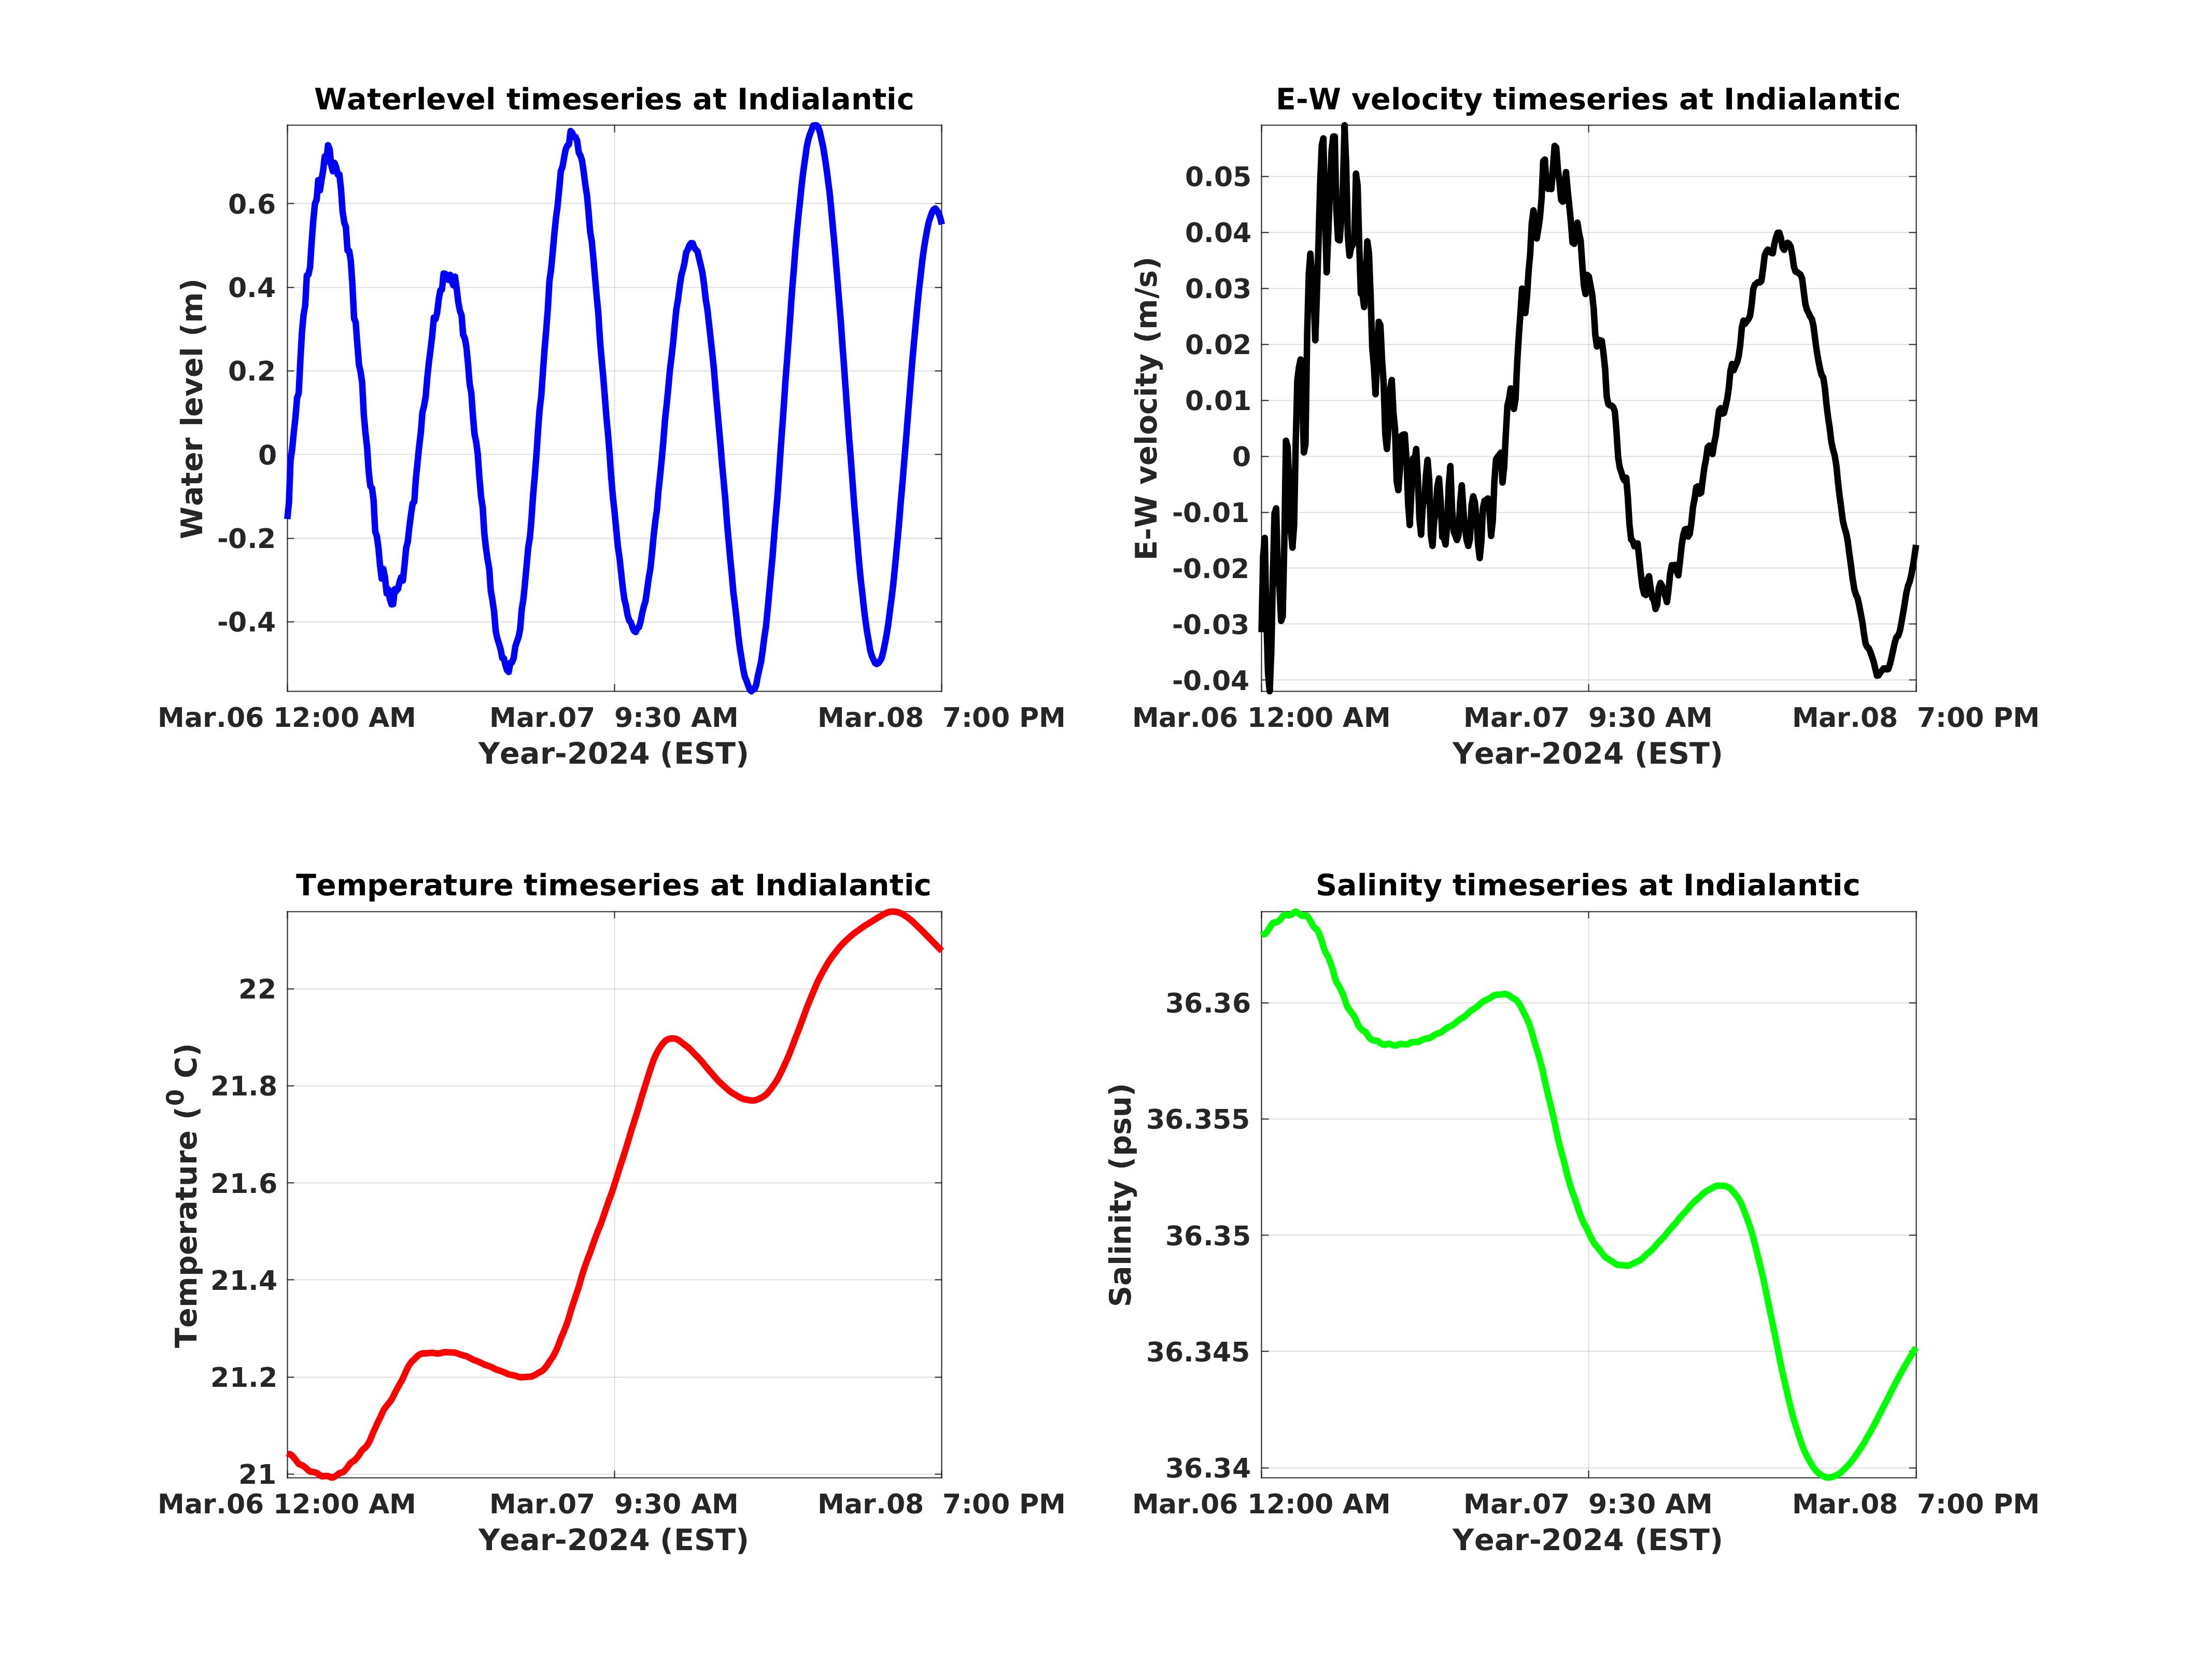 Waterlevel timeseries at Indialantic
Water level (m)
0.6
0.4
0.2
0
-0.2
-0.4
Mar.06 12:00 AM
Mar.07 9:30 AM
Mar.08 7:00 PM
Year-2024 (EST)
E-W velocity timeseries at Indialantic
E-W velocity (m/s)
0.05
0.04
0.03
0.02
0.01
0
-0.01
-0.02
-0.03
-0.04
Mar.06 12:00 AM
Mar.07 9:30 AM
Mar.08 7:00 PM
Year-2024 (EST)
Temperature timeseries at Indialantic
Temperature (⁰ C)
22
21.8
21.6
21.4
21.2
21
Mar.06 12:00 AM
Mar.07 9:30 AM
Mar.08 7:00 PM
Year-2024 (EST)
Salinity timeseries at Indialantic
Salinity (psu)
36.36
36.355
36.35
36.345
36.34
Mar.06 12:00 AM
Mar.07 9:30 AM
Mar.08 7:00 PM
Year-2024 (EST)